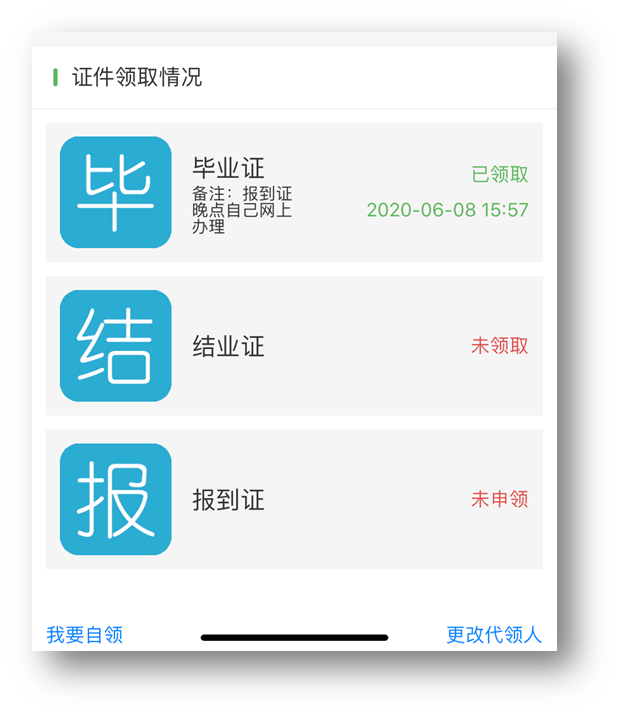 证件领取情况
毕
毕业证
备注：报到证
晚点自己网上
办理
已领取
2020-06-08 15:57
结
结业证
未领取
报
报到证
未申领
我要自领
更改代领人